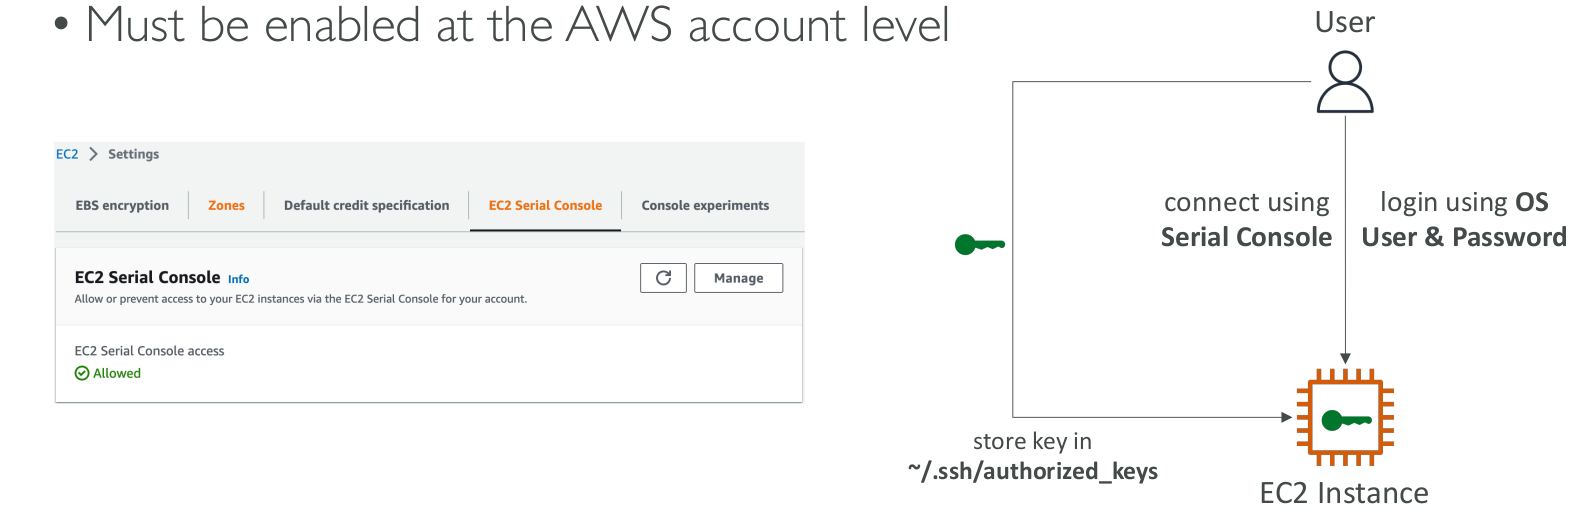 • Must be enabled at the AWS account level
EC2 > Settings
EBS encryption
Zones
Default credit specification
EC2 Serial Console
Console experiments
EC2 Serial Console Info
Allow or prevent access to your EC2 instances via the EC2 Serial Console for your account.
Manage
EC2 Serial Console access
Allowed
User
connect using
Serial Console
login using OS
User & Password
store key in
~/.ssh/authorized_keys
EC2 Instance